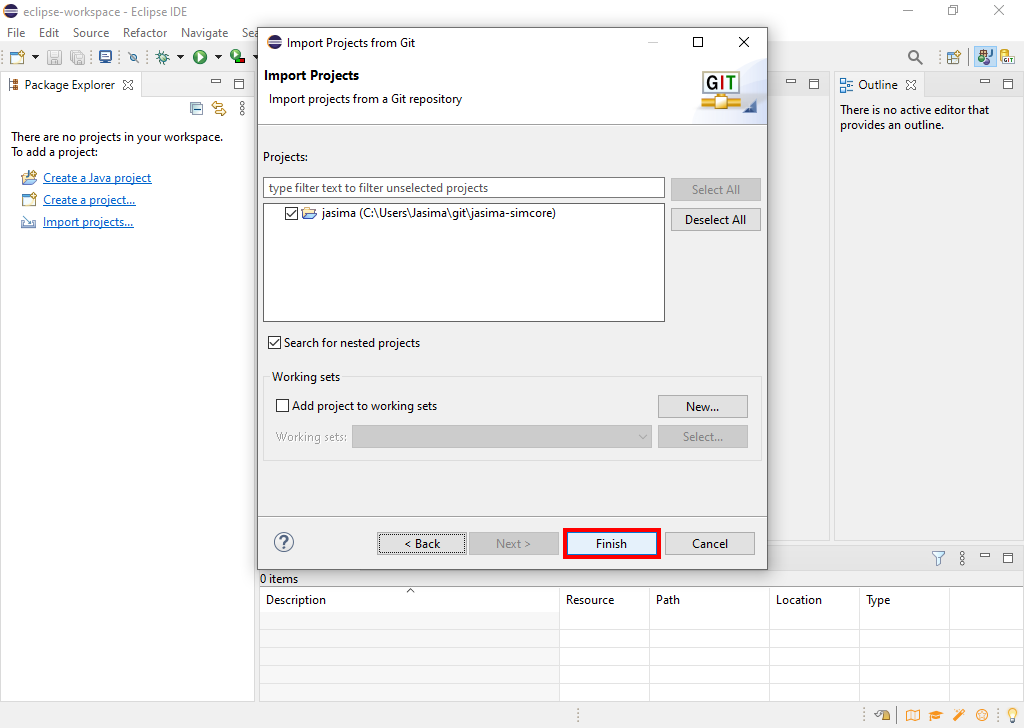 eclipse-workspace - Eclipse IDE
File Edit Source Refactor Navigate Sea
Package Explorer
There are no projects in your workspace.
To add a project:
Create a Java project
Create a project...
Import projects...
Import Projects from Git
Import Projects
Import projects from a Git repository
GIT
Projects:
type filter text to filter unselected projects
Select All
jasima (C:\Users\Jasima\git\jasima-simcore)
Deselect All
Search for nested projects
Working sets
Add project to working sets
New...
Working sets:
Select...
?
< Back
Next >
Finish
Cancel
GIT
Outline
There is no active editor that
provides an outline.
0 items
Description Resource Path Location Type